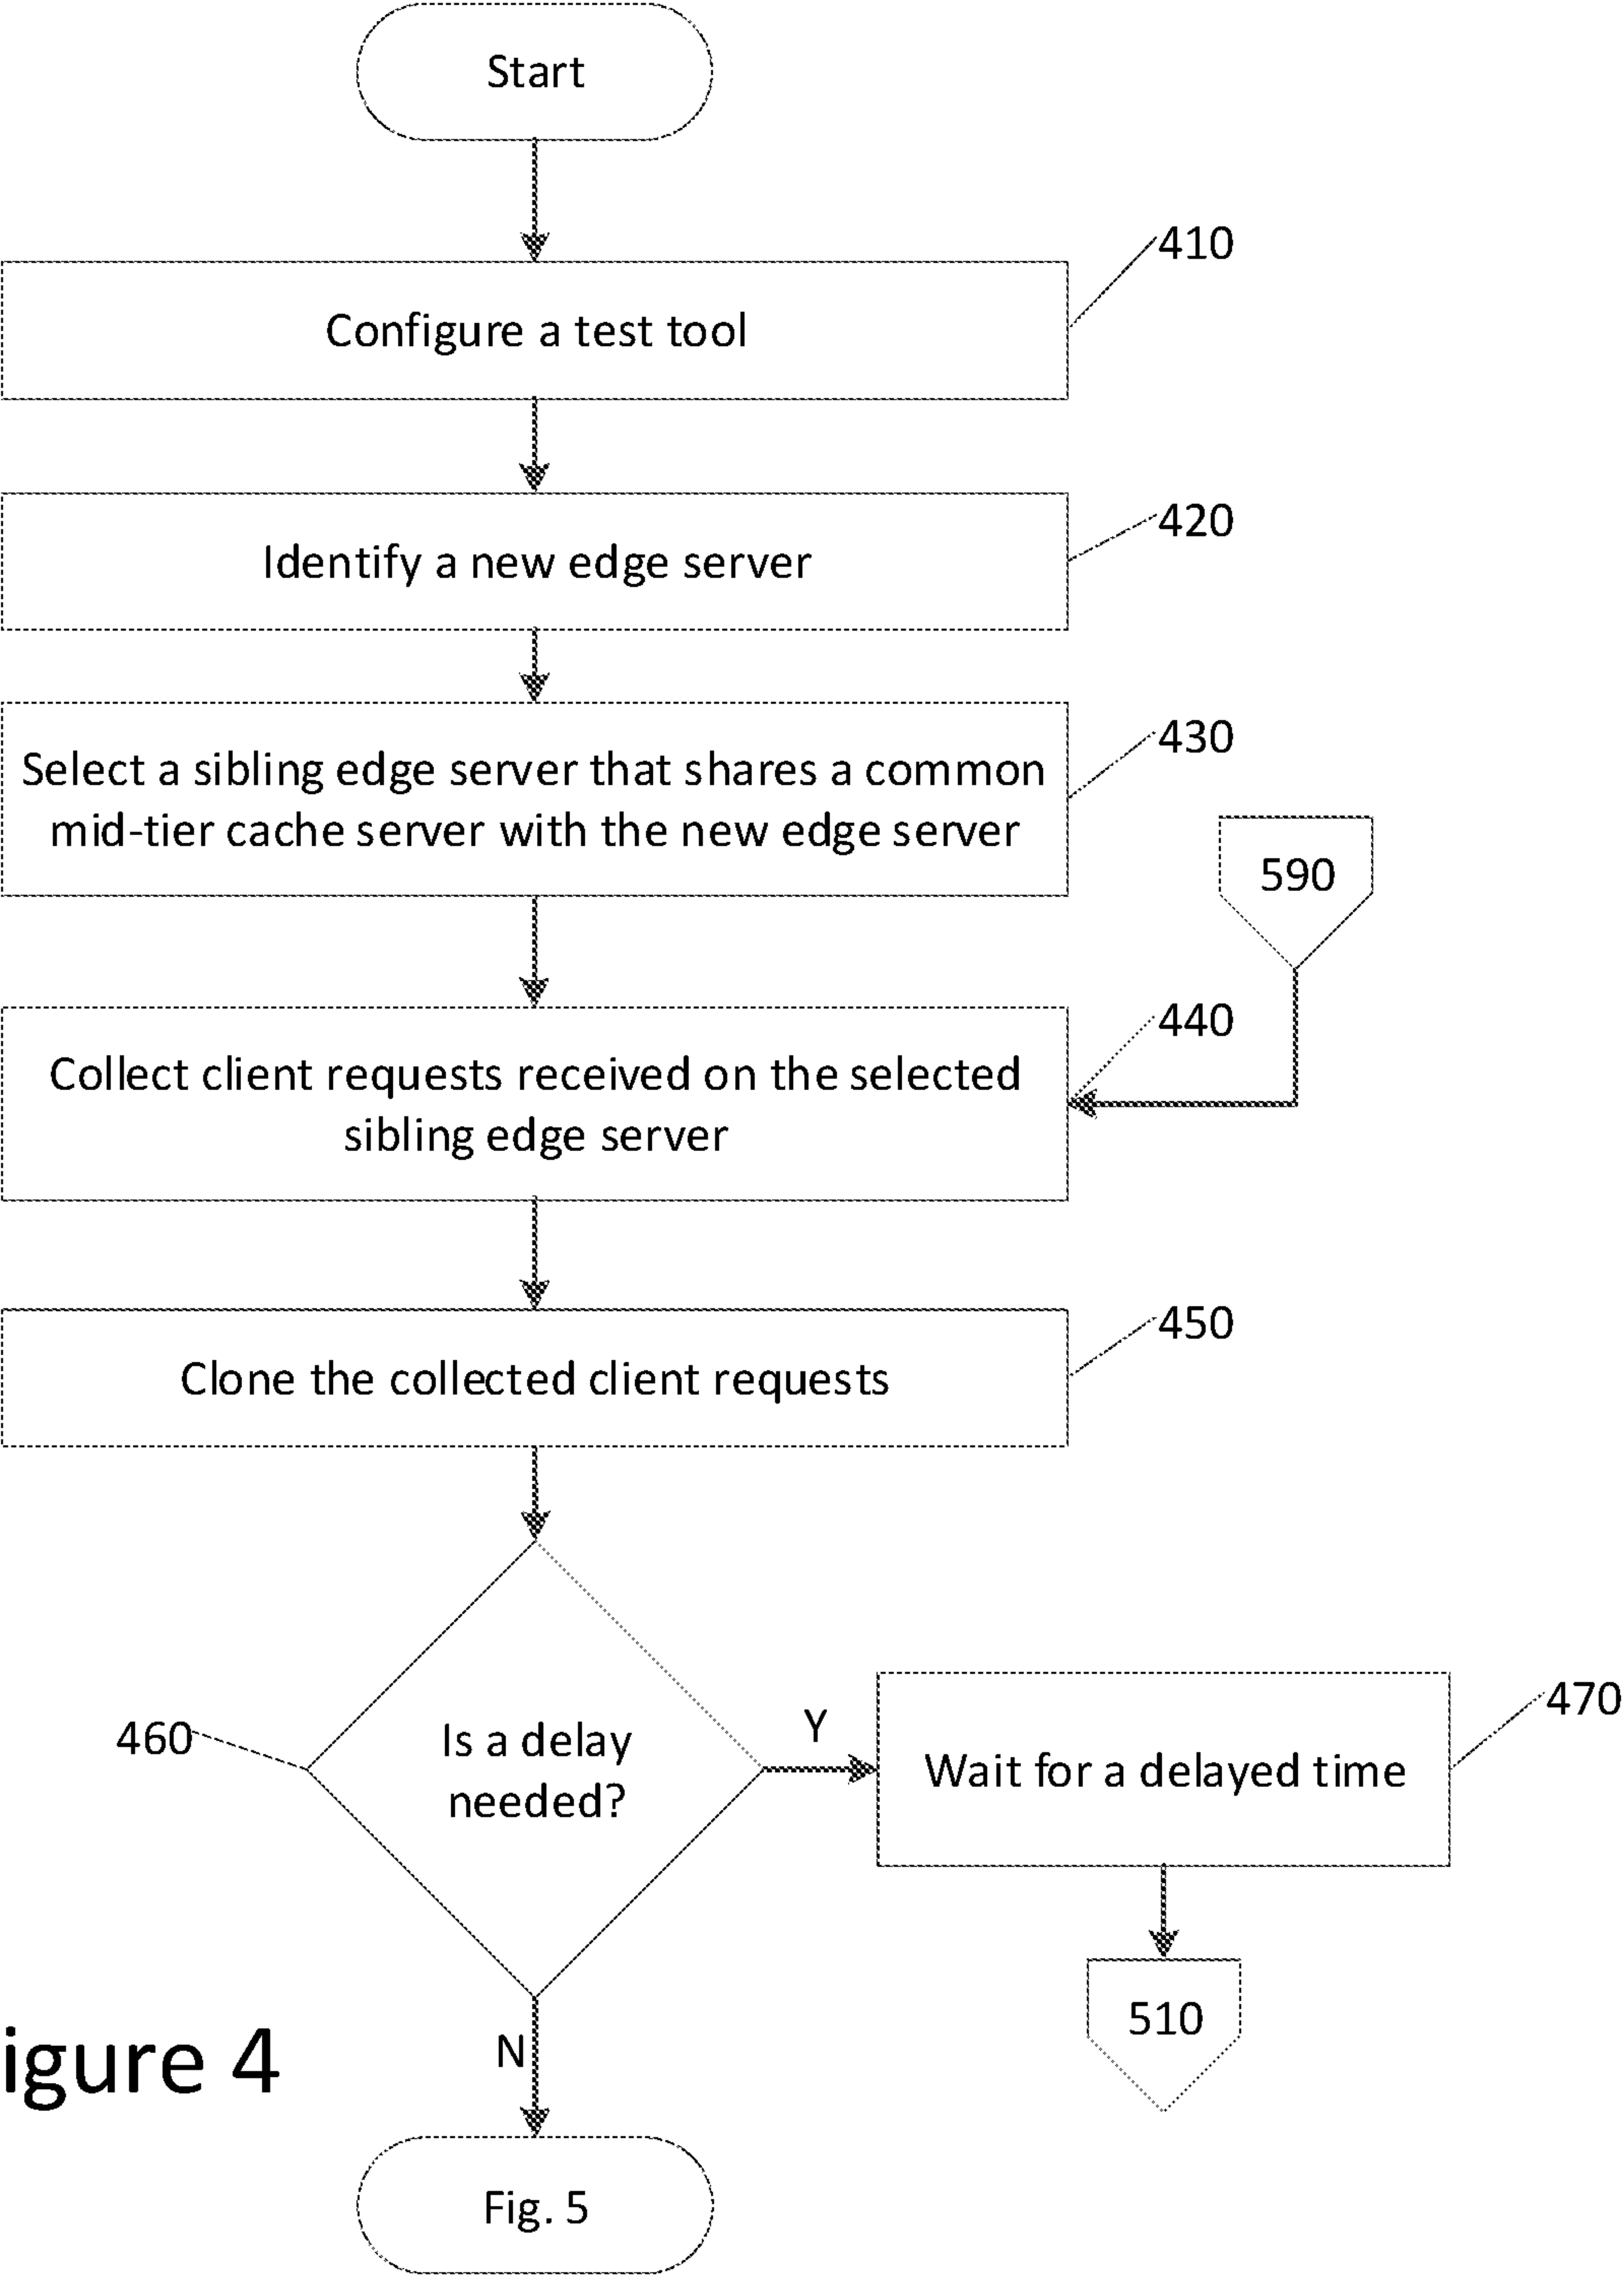 Start
410
Configure a test tool
420
Identify a new edge server
430
Select a sibling edge server that shares a common
mid-tier cache server with the new edge server
590
440
Collect client requests received on the selected
sibling edge server
450
Clone the collected client requests
460
Is a delay
needed?
Y
470
Wait for a delayed time
510
N
igure 4
Fig. 5